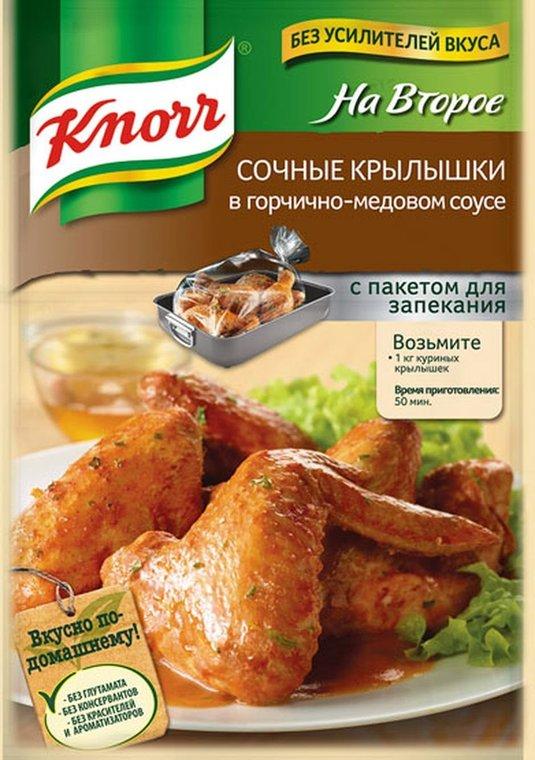 БЕЗ УСИЛИТЕЛЕЙ ВКУСА
Knorr®
На Второе
СОЧНЫЕ КРЫЛЫШКИ
В ГОРЧИЧНО-МЕДОВОМ СОУСЕ
С ПАКЕТОМ ДЛЯ
ЗАПЕКАНИЯ
Возьмите
• 1 кг куриных
крылышек
Время приготовления:
50 мин.
Вкусно по-
домашнему!
- БЕЗ ГЛУТАМАТА
- БЕЗ КОНСЕРВАНТОВ
- БЕЗ КРАСИТЕЛЕЙ
И АРОМАТИЗАТОРОВ